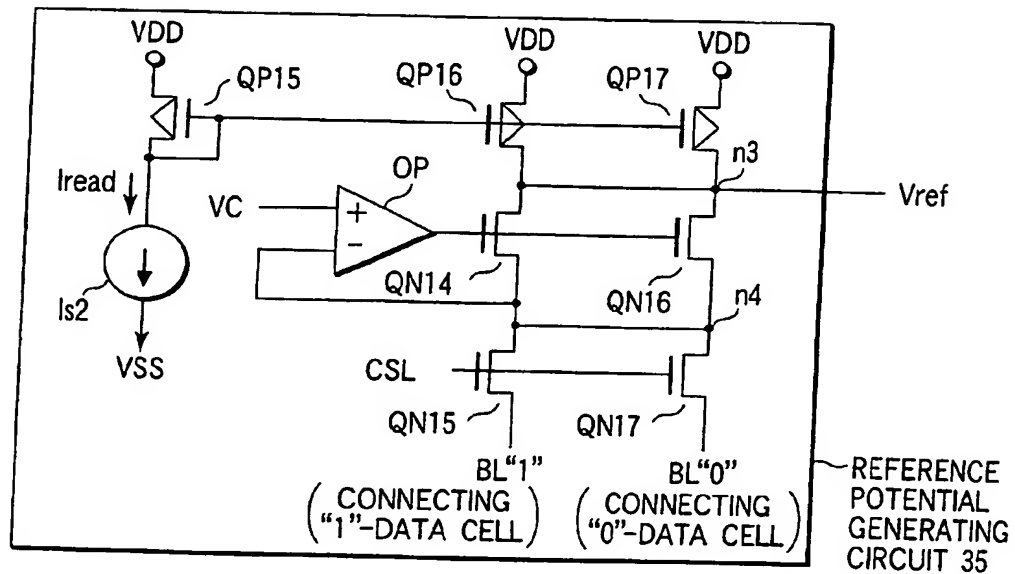 VDD
VDD
VDD
QP15
QP16
QP17
n3
Iread
VC
OP
+
−
Vref
QN14
QN16
Is2
n4
VSS
CSL
QN15
QN17
BL“1”
(CONNECTING
“1”-DATA CELL)
BL“0”
(CONNECTING
“0”-DATA CELL)
REFERENCE
POTENTIAL
GENERATING
CIRCUIT 35